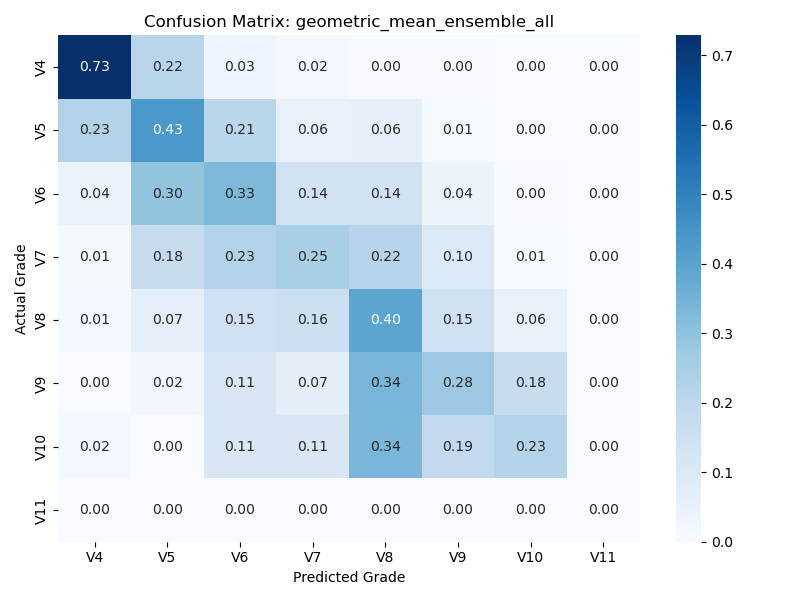 Confusion Matrix: geometric_mean_ensemble_all
V4 0.73 0.22 0.03 0.02 0.00 0.00 0.00 0.00
V5 0.23 0.43 0.21 0.06 0.06 0.01 0.00 0.00
V6 0.04 0.30 0.33 0.14 0.14 0.04 0.00 0.00
V7 0.01 0.18 0.23 0.25 0.22 0.10 0.01 0.00
V8 0.01 0.07 0.15 0.16 0.40 0.15 0.06 0.00
V9 0.00 0.02 0.11 0.07 0.34 0.28 0.18 0.00
V10 0.02 0.00 0.11 0.11 0.34 0.19 0.23 0.00
V11 0.00 0.00 0.00 0.00 0.00 0.00 0.00 0.00
V4 V5 V6 V7 V8 V9 V10 V11
Predicted Grade
Actual Grade
0.7
0.6
0.5
0.4
0.3
0.2
0.1
0.0